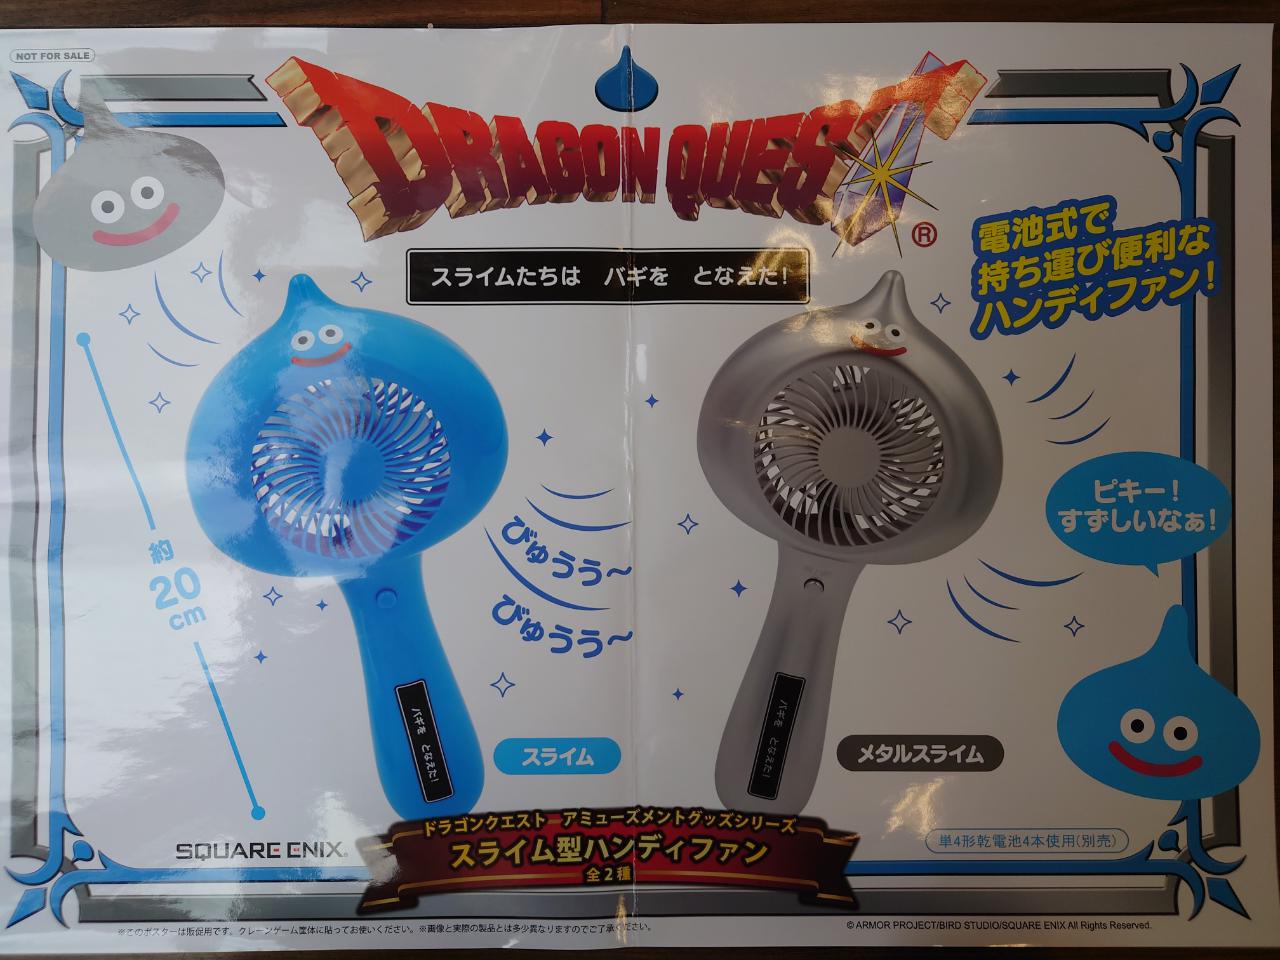 NOT FOR SALE
DRAGON QUEST
®
スライムたちは バギを となえた!
電池式で
持ち運び便利な
ハンディファン!
ピキー!
すずしいなぁ!
約
20
cm
びゅうう〜
びゅうう〜
バギを となえた!
バギを となえた!
スライム
メタルスライム
SQUARE ENIX®
ドラゴンクエスト アミューズメントグッズシリーズ
スライム型ハンディファン
全2種
単4形乾電池4本使用(別売)
※このポスターは販促用です。クレーンゲーム筐体に貼ってお使いください。※画像と実際の製品とは多少異なりますのでご了承ください。
© ARMOR PROJECT/BIRD STUDIO/SQUARE ENIX All Rights Reserved.